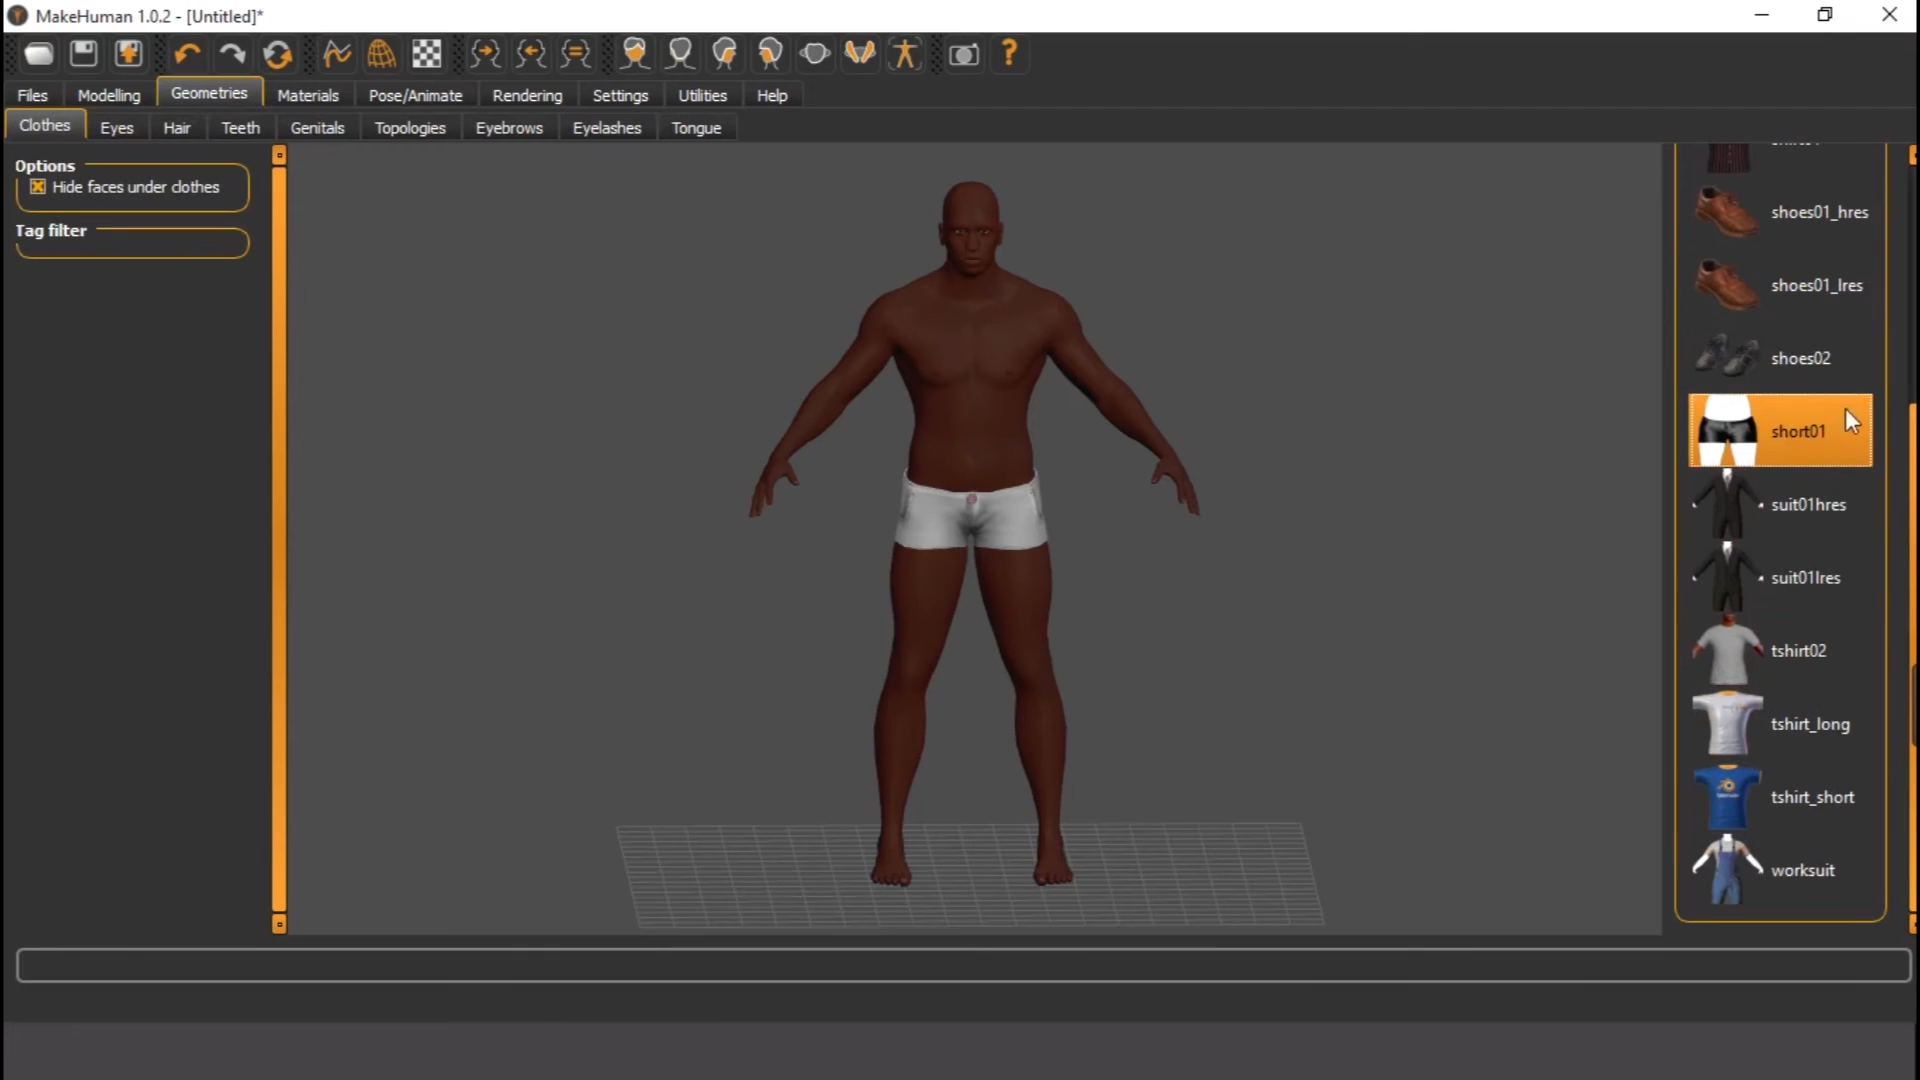 MakeHuman 1.0.2 - [Untitled]*
Files Modelling Geometries Materials Pose/Animate Rendering Settings Utilities Help
Clothes Eyes Hair Teeth Genitals Topologies Eyebrows Eyelashes Tongue
Options
Hide faces under clothes
Tag filter
shoes01_hres
shoes01_lres
shoes02
short01
suit01hres
suit01lres
tshirt02
tshirt_long
tshirt_short
worksuit